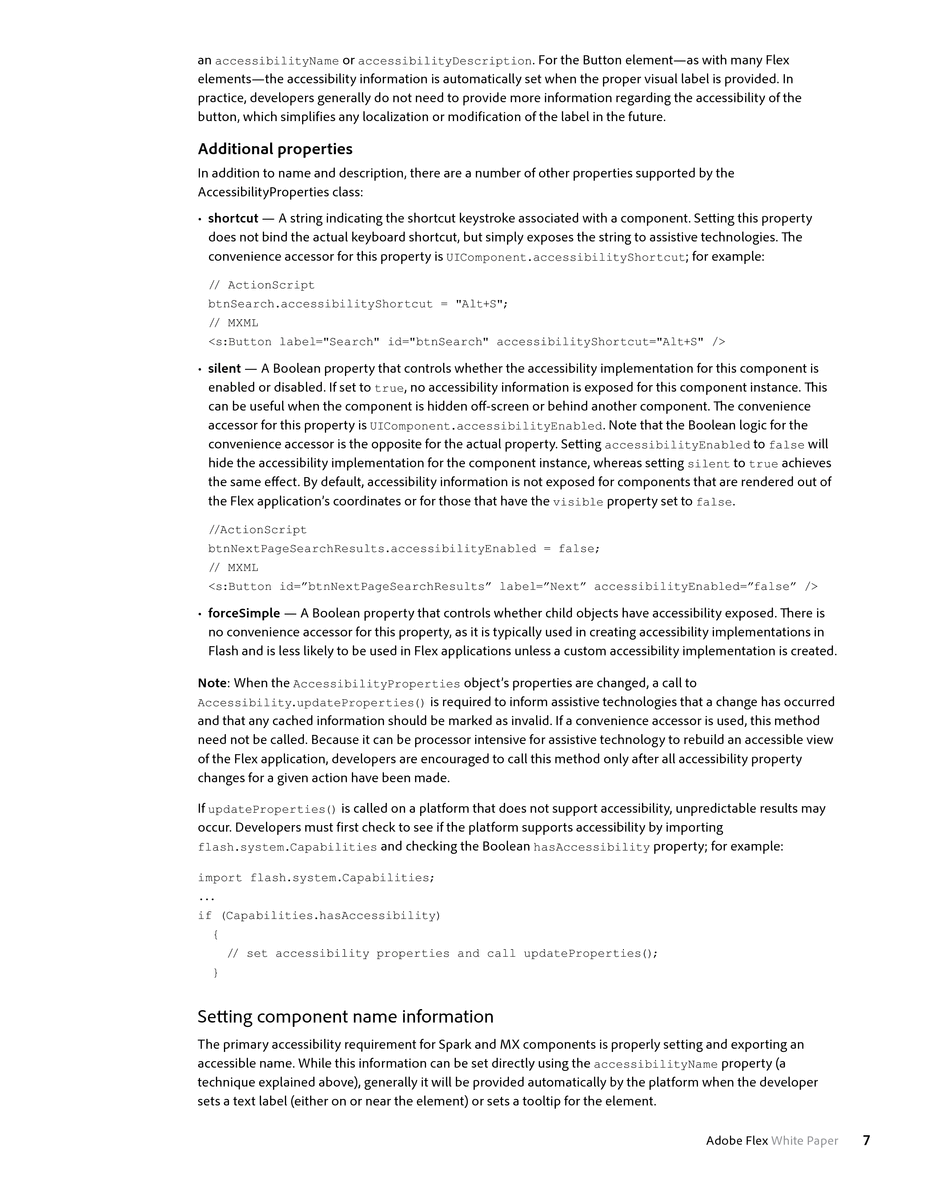 an accessibilityName or accessibilityDescription. For the Button element—as with many Flex
elements—the accessibility information is automatically set when the proper visual label is provided. In
practice, developers generally do not need to provide more information regarding the accessibility of the
button, which simplifies any localization or modification of the label in the future.
Additional properties
In addition to name and description, there are a number of other properties supported by the
AccessibilityProperties class:
• shortcut — A string indicating the shortcut keystroke associated with a component. Setting this property
does not bind the actual keyboard shortcut, but simply exposes the string to assistive technologies. The
convenience accessor for this property is UIComponent.accessibilityShortcut; for example:
// ActionScript
btnSearch.accessibilityShortcut = "Alt+S";
// MXML
<s:Button label="Search" id="btnSearch" accessibilityShortcut="Alt+S" />
• silent — A Boolean property that controls whether the accessibility implementation for this component is
enabled or disabled. If set to true, no accessibility information is exposed for this component instance. This
can be useful when the component is hidden off-screen or behind another component. The convenience
accessor for this property is UIComponent.accessibilityEnabled. Note that the Boolean logic for the
convenience accessor is the opposite for the actual property. Setting accessibilityEnabled to false will
hide the accessibility implementation for the component instance, whereas setting silent to true achieves
the same effect. By default, accessibility information is not exposed for components that are rendered out of
the Flex application’s coordinates or for those that have the visible property set to false.
//ActionScript
btnNextPageSearchResults.accessibilityEnabled = false;
// MXML
<s:Button id=”btnNextPageSearchResults” label=”Next” accessibilityEnabled=”false” />
• forceSimple — A Boolean property that controls whether child objects have accessibility exposed. There is
no convenience accessor for this property, as it is typically used in creating accessibility implementations in
Flash and is less likely to be used in Flex applications unless a custom accessibility implementation is created.
Note: When the AccessibilityProperties object’s properties are changed, a call to
Accessibility.updateProperties() is required to inform assistive technologies that a change has occurred
and that any cached information should be marked as invalid. If a convenience accessor is used, this method
need not be called. Because it can be processor intensive for assistive technology to rebuild an accessible view
of the Flex application, developers are encouraged to call this method only after all accessibility property
changes for a given action have been made.
If updateProperties() is called on a platform that does not support accessibility, unpredictable results may
occur. Developers must first check to see if the platform supports accessibility by importing
flash.system.Capabilities and checking the Boolean hasAccessibility property; for example:
import flash.system.Capabilities;
...
if (Capabilities.hasAccessibility)
{
// set accessibility properties and call updateProperties();
}
Setting component name information
The primary accessibility requirement for Spark and MX components is properly setting and exporting an
accessible name. While this information can be set directly using the accessibilityName property (a
technique explained above), generally it will be provided automatically by the platform when the developer
sets a text label (either on or near the element) or sets a tooltip for the element.
Adobe Flex White Paper 7